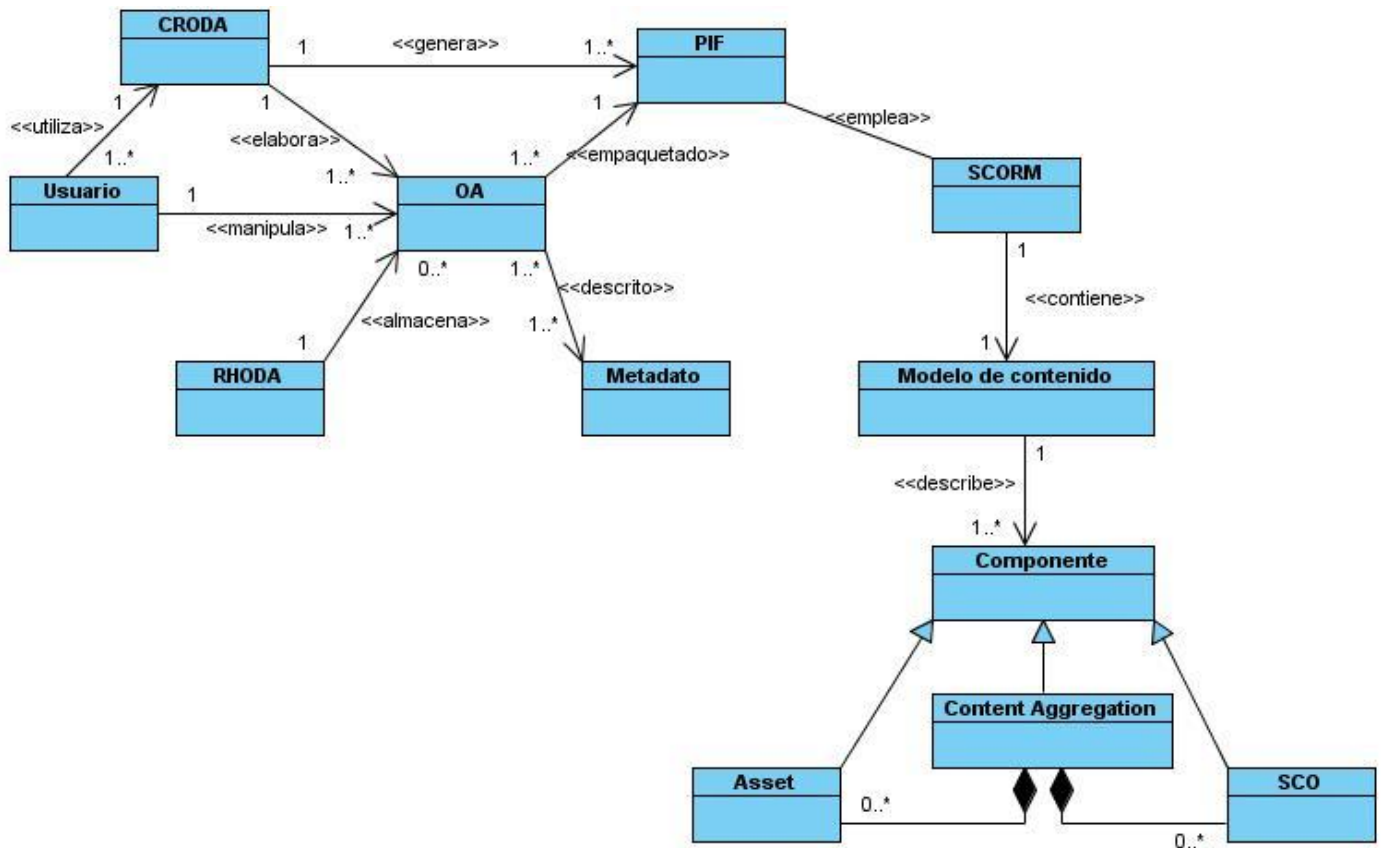 CRODA
1
<<genera>>
1..*
PIF
1
<<utiliza>>
1..*
1
<<elabora>>
1..*
1
1..*
<<empaquetado>>
<<emplea>>
Usuario
1
<<manipula>>
1..*
OA
SCORM
0..*
1..*
<<almacena>>
1
<<descrito>>
1..*
1
<<contiene>>
1
RHODA
Metadato
Modelo de contenido
1
<<describe>>
1..*
Componente
Content Aggregation
Asset
0..*
SCO
0..*